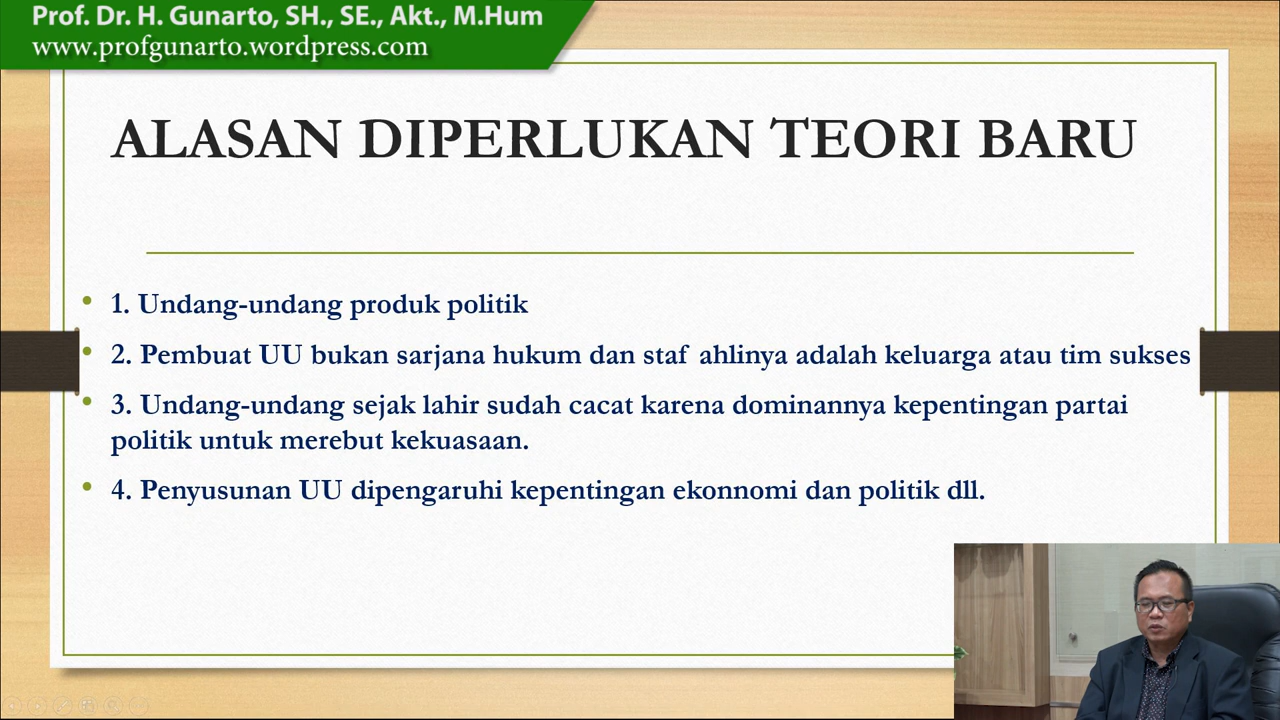 Prof. Dr. H. Gunarto, SH., SE., Akt., M.Hum
www.profgunarto.wordpress.com
ALASAN DIPERLUKAN TEORI BARU
• 1. Undang-undang produk politik
• 2. Pembuat UU bukan sarjana hukum dan staf ahlinya adalah keluarga atau tim sukses
• 3. Undang-undang sejak lahir sudah cacat karena dominannya kepentingan partai
politik untuk merebut kekuasaan.
• 4. Penyusunan UU dipengaruhi kepentingan ekonnomi dan politik dll.